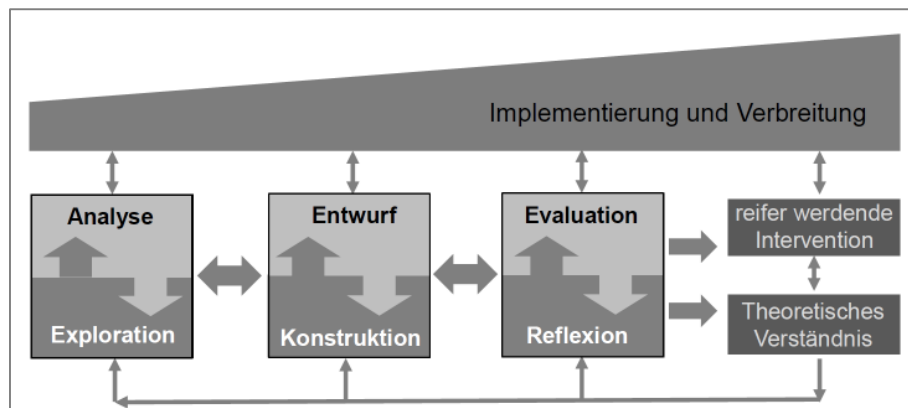 Implementierung und Verbreitung
Analyse
Exploration
Entwurf
Konstruktion
Evaluation
Reflexion
reifer werdende
Intervention
Theoretisches
Verständnis